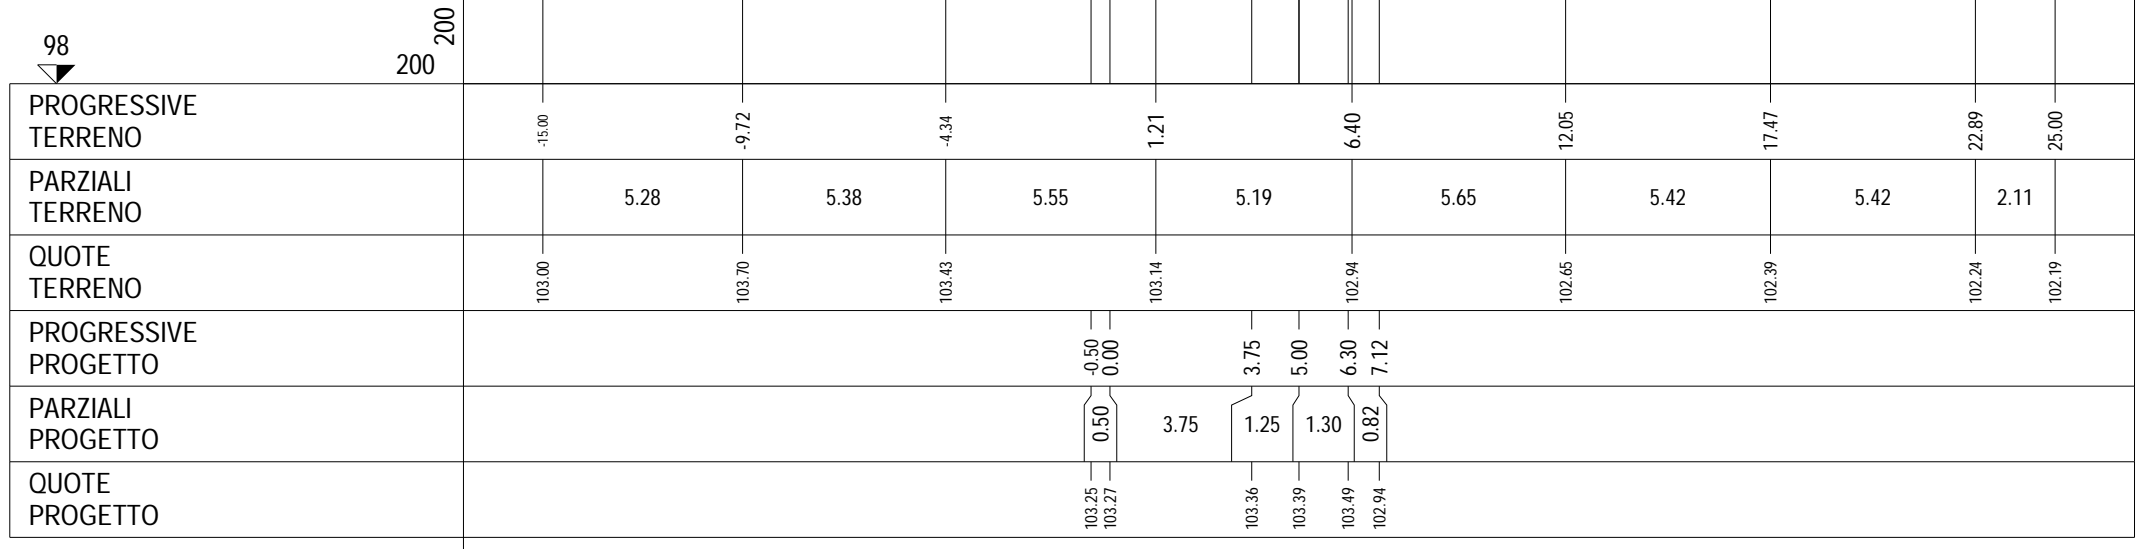 200
98
200
PROGRESSIVE
TERRENO
-15.00 -9.72 -4.34 1.21 6.40 12.05 17.47 22.89 25.00
PARZIALI
TERRENO
5.28 5.38 5.55 5.19 5.65 5.42 5.42 2.11
QUOTE
TERRENO
103.00 103.70 103.43 103.14 102.94 102.65 102.39 102.24 102.19
PROGRESSIVE
PROGETTO
-0.50 0.00 3.75 5.00 6.30 7.12
PARZIALI
PROGETTO
0.50 3.75 1.25 1.30 0.82
QUOTE
PROGETTO
103.25 103.27 103.36 103.39 103.49 102.94